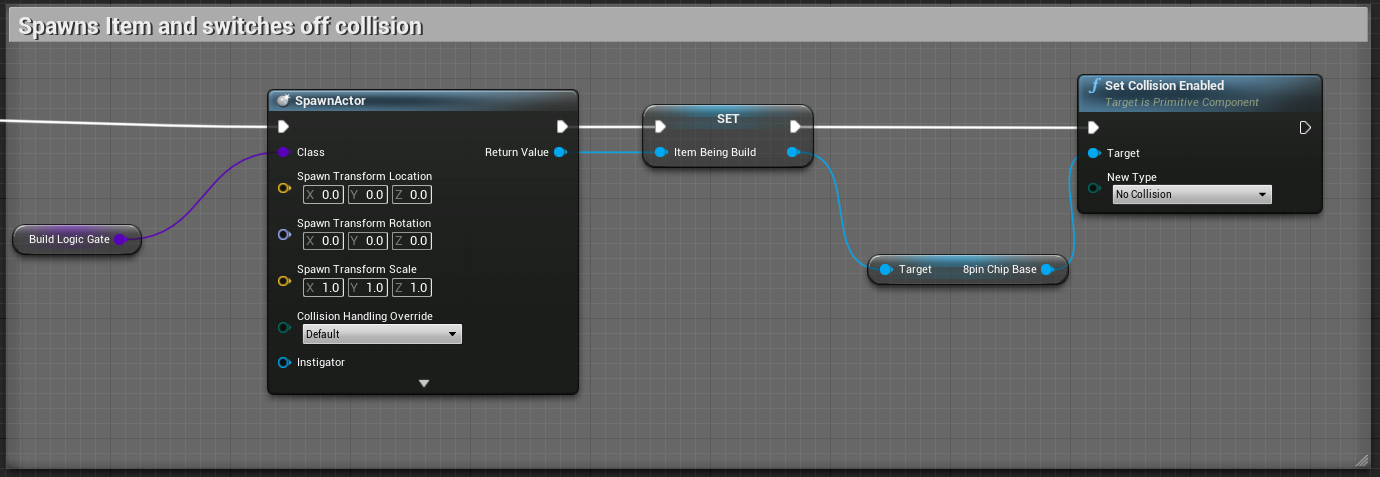 Spawns Item and switches off collision
SpawnActor
Class
Return Value
Spawn Transform Location
X 0.0 Y 0.0 Z 0.0
Spawn Transform Rotation
X 0.0 Y 0.0 Z 0.0
Spawn Transform Scale
X 1.0 Y 1.0 Z 1.0
Collision Handling Override
Default
Instigator
Build Logic Gate
SET
Item Being Build
Target 8pin Chip Base
f Set Collision Enabled
Target is Primitive Component
Target
New Type
No Collision